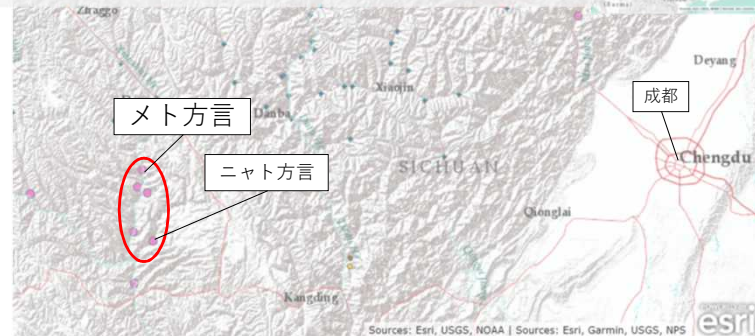 Zhaggo
Deyang
Xiaojin
成都
Danba
メト方言
Chengdu
ニャト方言
SICHUAN
Qionglai
Kangding
esri
Sources: Esri, USGS, NOAA | Sources: Esri, Garmin, USGS, NPS